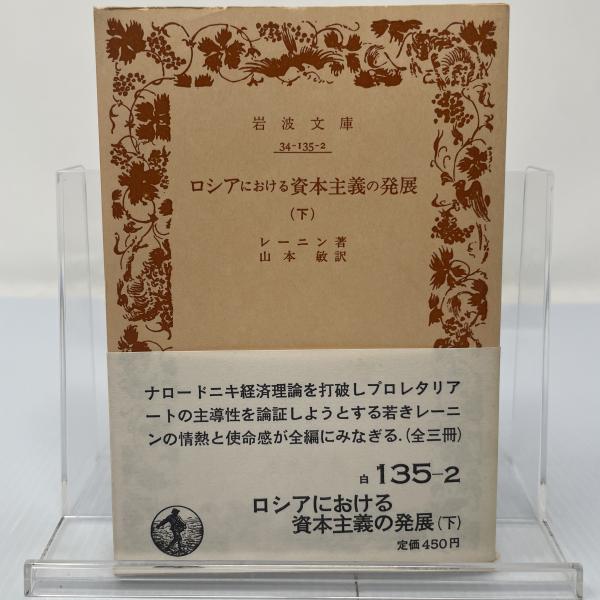 岩波文庫
34-135-2
ロシアにおける資本主義の発展
(下)
レーニン著
山本敏訳
ナロードニキ経済理論を打破しプロレタリア
ートの主導性を論証しようとする若きレーニ
ンの情熱と使命感が全編にみなぎる.(全三冊)
白 135-2
ロシアにおける
資本主義の発展(下)
定価450円